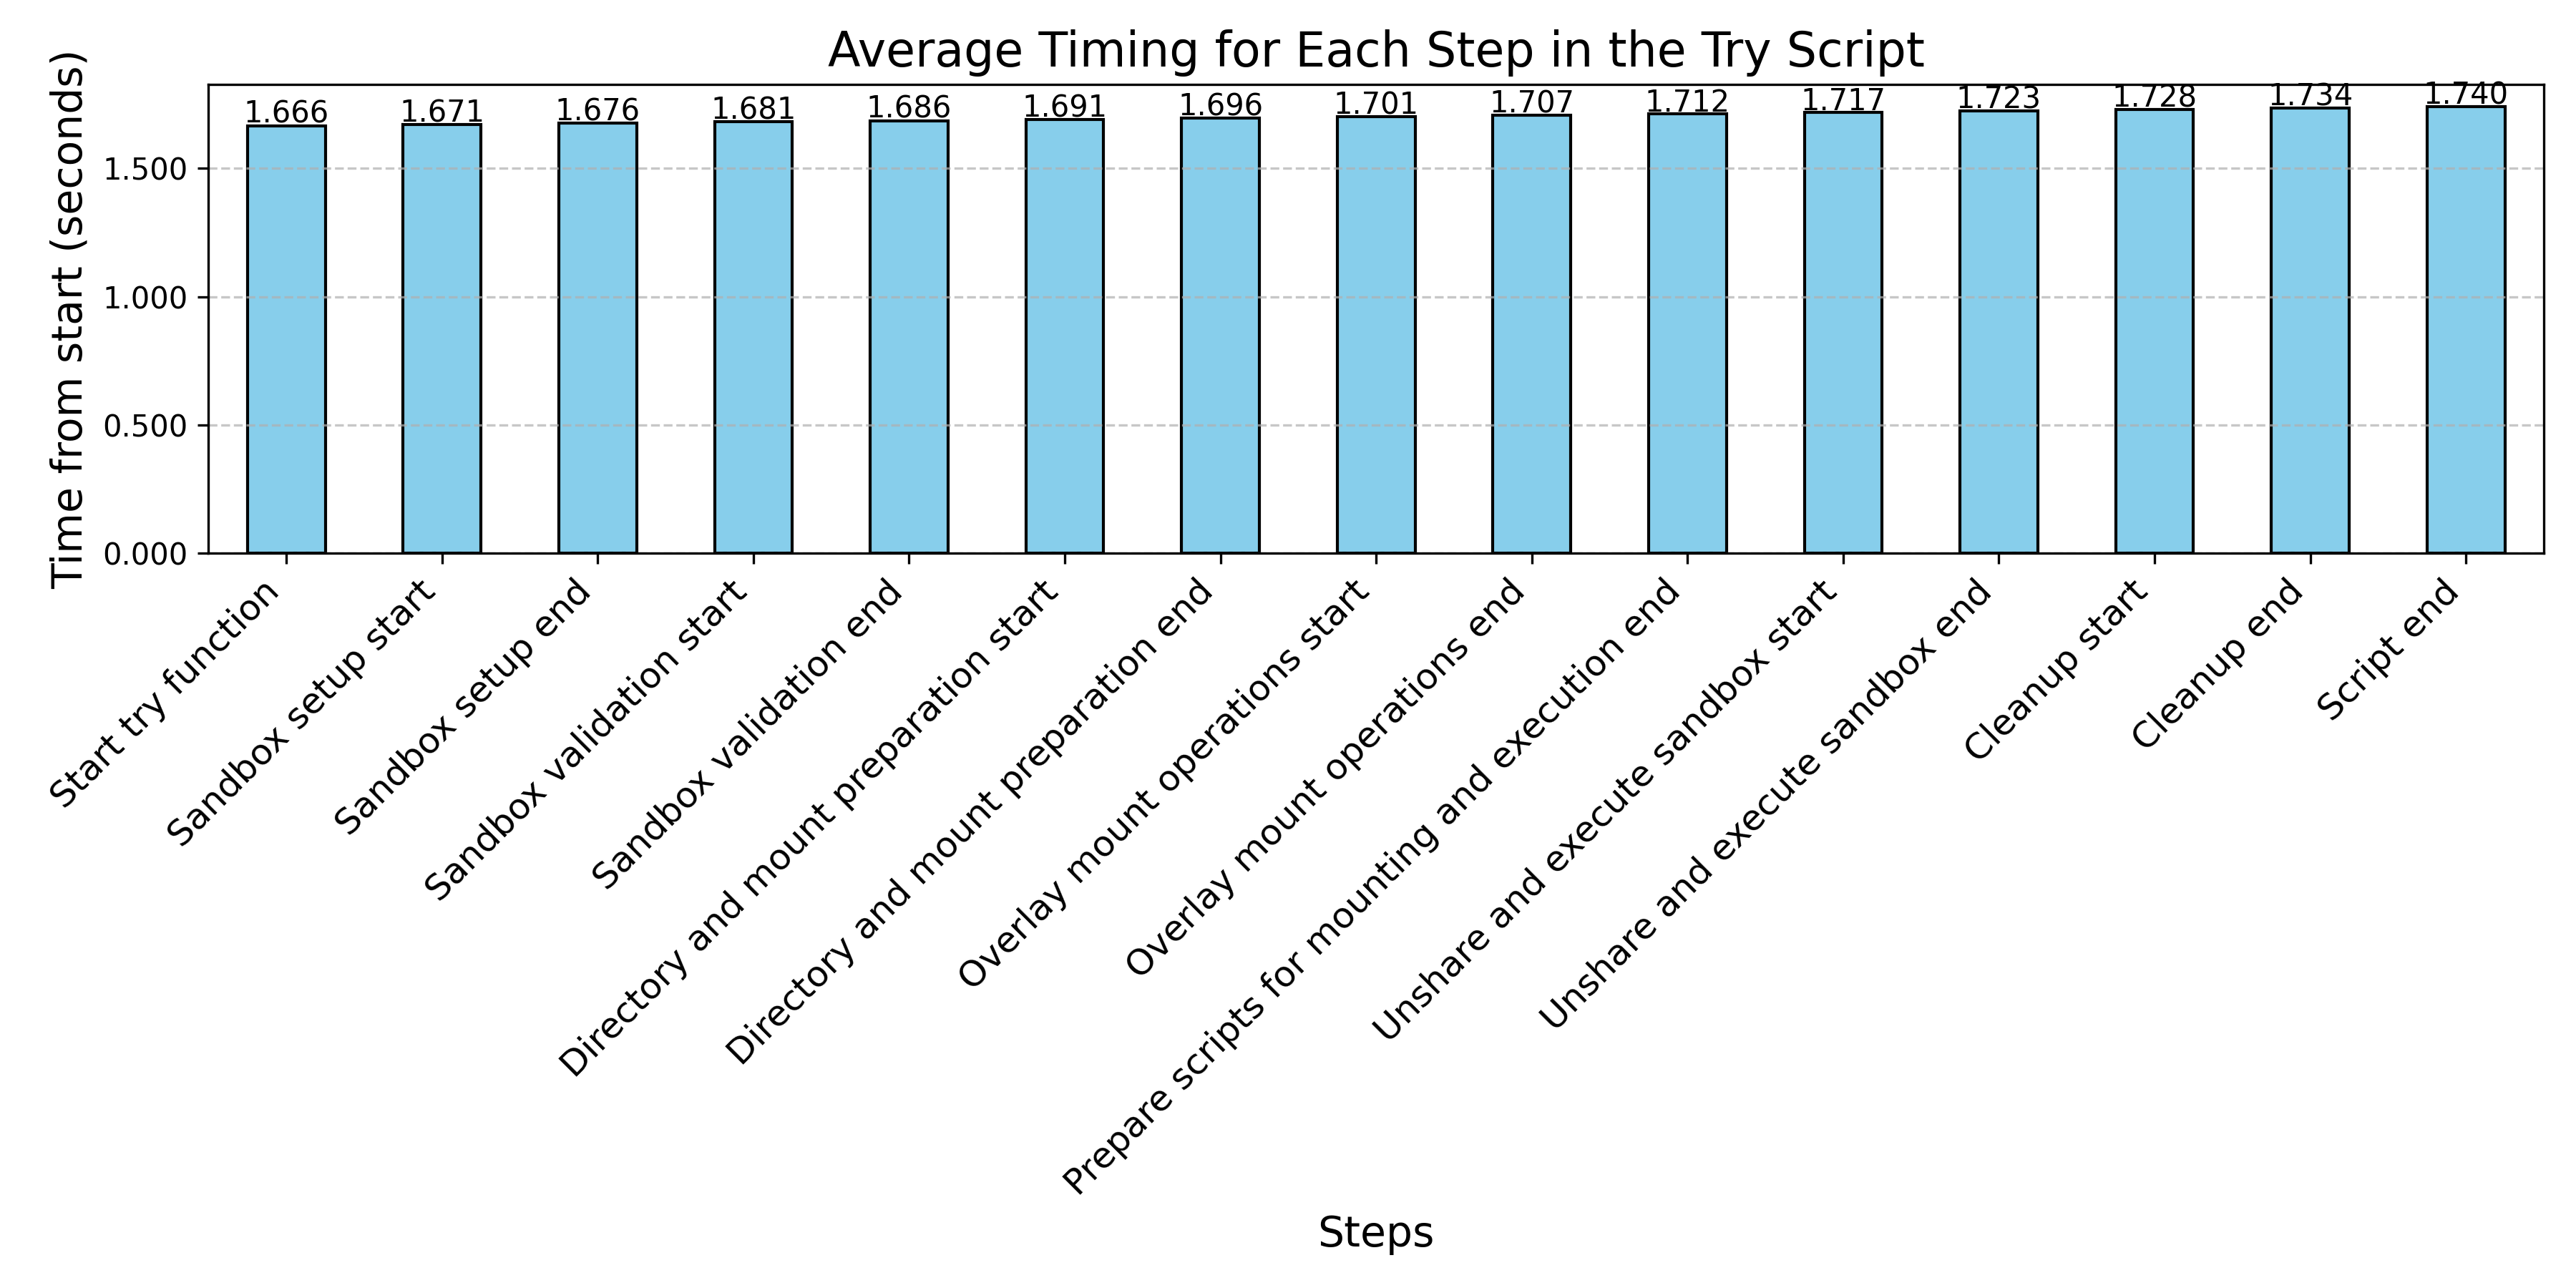 Average Timing for Each Step in the Try Script
Time from start (seconds)
1.500
1.000
0.500
0.000
1.666
1.671
1.676
1.681
1.686
1.691
1.696
1.701
1.707
1.712
1.717
1.723
1.728
1.734
1.740
Start try function
Sandbox setup start
Sandbox setup end
Sandbox validation start
Sandbox validation end
Directory and mount preparation start
Directory and mount preparation end
Overlay mount operations start
Overlay mount operations end
Prepare scripts for mounting and execution end
Unshare and execute sandbox start
Unshare and execute sandbox end
Cleanup start
Cleanup end
Script end
Steps